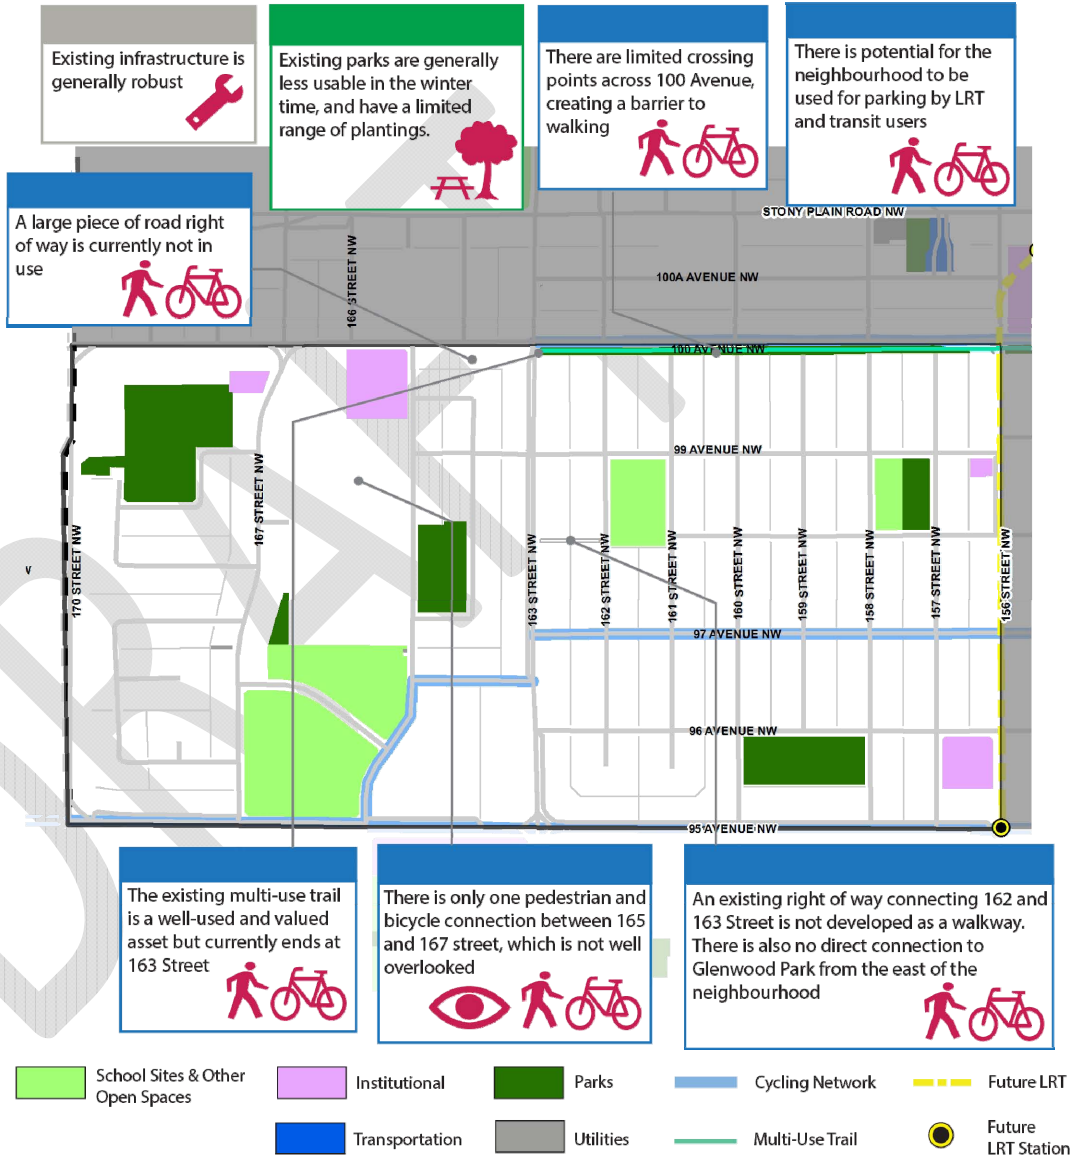 Existing infrastructure is
generally robust
Existing parks are generally
less usable in the winter
time, and have a limited
range of plantings.
There are limited crossing
points across 100 Avenue,
creating a barrier to
walking
There is potential for the
neighbourhood to be
used for parking by LRT
and transit users
A large piece of road right
of way is currently not in
use
STONY PLAIN ROAD NW
100A AVENUE NW
166 STREET NW
100 AVENUE NW
99 AVENUE NW
167 STREET NW
170 STREET NW
163 STREET NW
162 STREET NW
161 STREET NW
160 STREET NW
159 STREET NW
158 STREET NW
157 STREET NW
156 STREET NW
V
97 AVENUE NW
96 AVENUE NW
95 AVENUE NW
DRAFT
The existing multi-use trail
is a well-used and valued
asset but currently ends at
163 Street
There is only one pedestrian and
bicycle connection between 165
and 167 street, which is not well
overlooked
An existing right of way connecting 162 and
163 Street is not developed as a walkway.
There is also no direct connection to
Glenwood Park from the east of the
neighbourhood
School Sites & Other
Open Spaces
Institutional
Parks
Cycling Network
Future LRT
Transportation
Utilities
Multi-Use Trail
Future
LRT Station